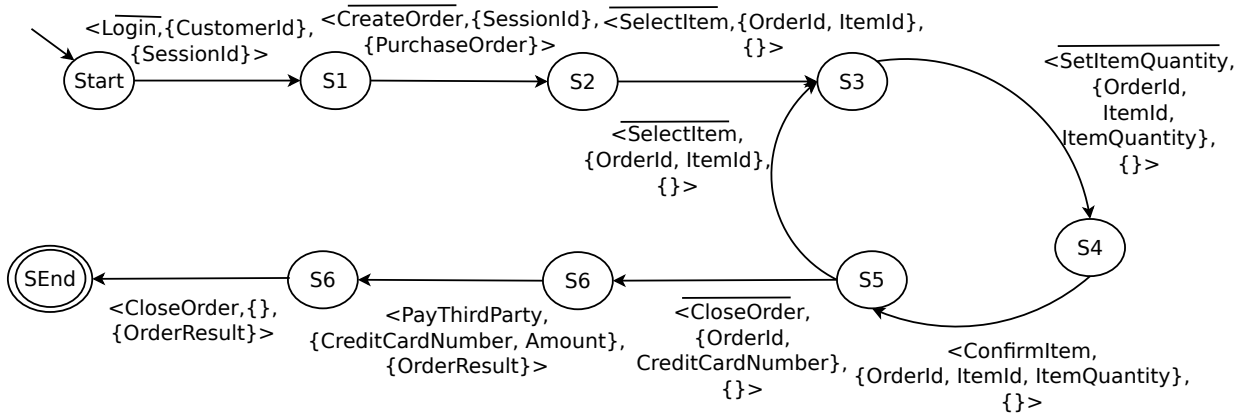 <Login,{CustomerId},
{SessionId}>
<CreateOrder,{SessionId},
{PurchaseOrder}>
<SelectItem,{OrderId, ItemId},
{}>
<SetItemQuantity,
{OrderId,
ItemId,
ItemQuantity},
{}>
Start
S1
S2
S3
<SelectItem,
{OrderId, ItemId},
{}>
S4
SEnd
S6
S6
S5
<CloseOrder,{},
{OrderResult}>
<PayThirdParty,
{CreditCardNumber, Amount},
{OrderResult}>
<CloseOrder,
{OrderId,
CreditCardNumber},
{}>
<ConfirmItem,
{OrderId, ItemId, ItemQuantity},
{}>